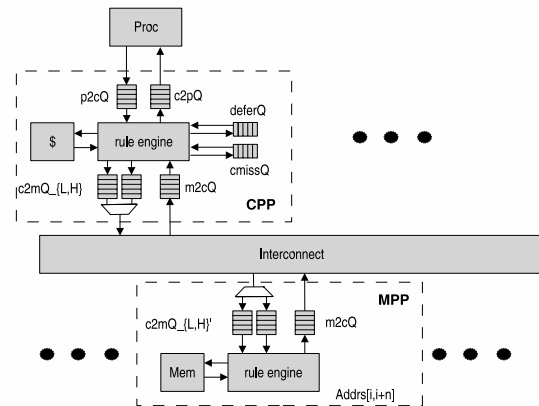 Proc
p2cQ
c2pQ
deferQ
$
rule engine
cmissQ
c2mQ_{L,H}
m2cQ
CPP
Interconnect
MPP
c2mQ_{L,H}'
m2cQ
Mem
rule engine
Addrs[i,i+n]